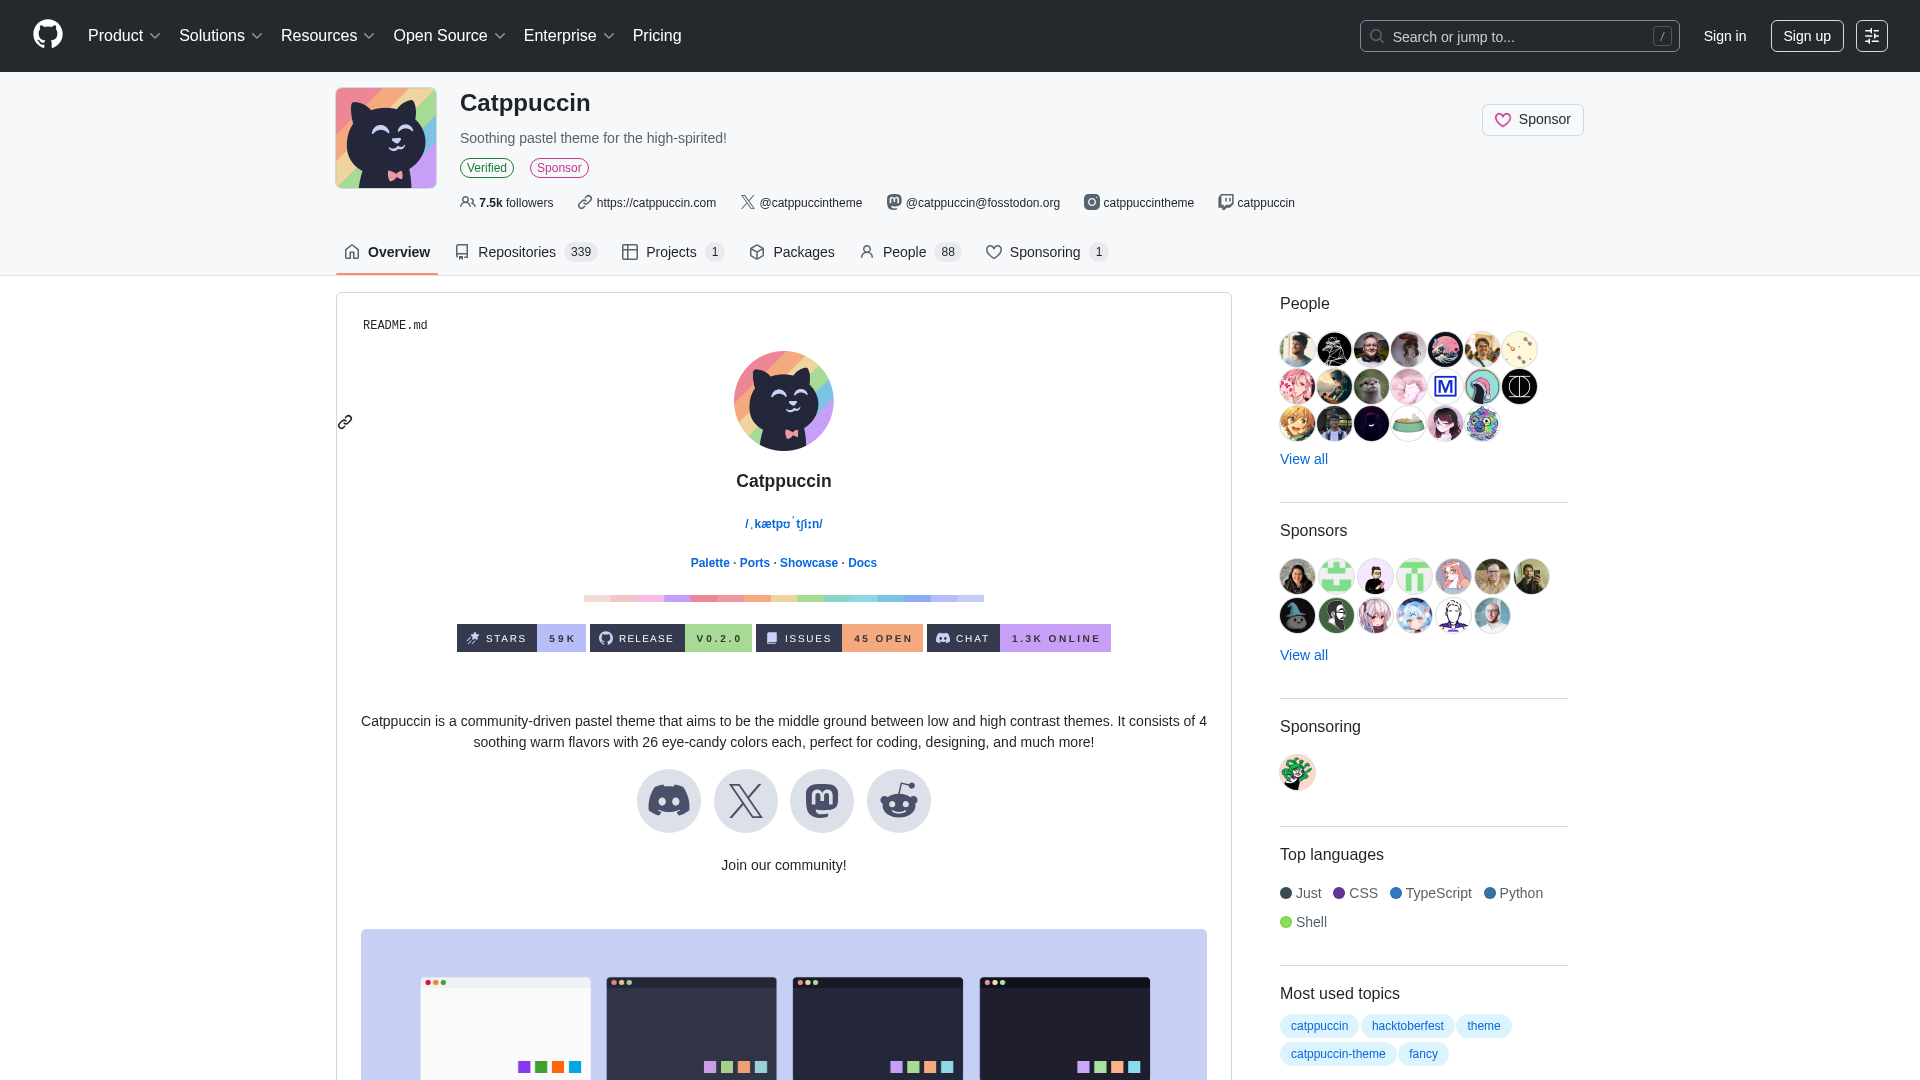 Product Solutions Resources Open Source Enterprise Pricing Search or jump to... / Sign in Sign up
Catppuccin
Soothing pastel theme for the high-spirited!
Sponsor
Verified Sponsor
7.5k followers https://catppuccin.com @catppuccintheme @catppuccin@fosstodon.org catppuccintheme catppuccin
Overview Repositories 339 Projects 1 Packages People 88 Sponsoring 1
README.md
Catppuccin
/ˌkætpʊˈtʃiːn/
Palette · Ports · Showcase · Docs
STARS 59K RELEASE V0.2.0 ISSUES 45 OPEN CHAT 1.3K ONLINE
Catppuccin is a community-driven pastel theme that aims to be the middle ground between low and high contrast themes. It consists of 4
soothing warm flavors with 26 eye-candy colors each, perfect for coding, designing, and much more!
Join our community!
People
M
View all
Sponsors
View all
Sponsoring
Top languages
Just CSS TypeScript Python
Shell
Most used topics
catppuccin hacktoberfest theme
catppuccin-theme fancy